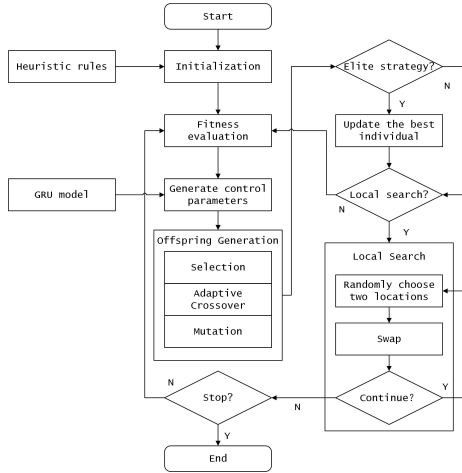 Start
Heuristic rules
Initialization
Elite strategy?
N
Y
Fitness
evaluation
Update the best
individual
GRU model
Generate control
parameters
Local search?
N
Y
Offspring Generation
Selection
Adaptive
Crossover
Mutation
Local Search
Randomly choose
two locations
Swap
Continue?
Y
N
Stop?
N
Y
End